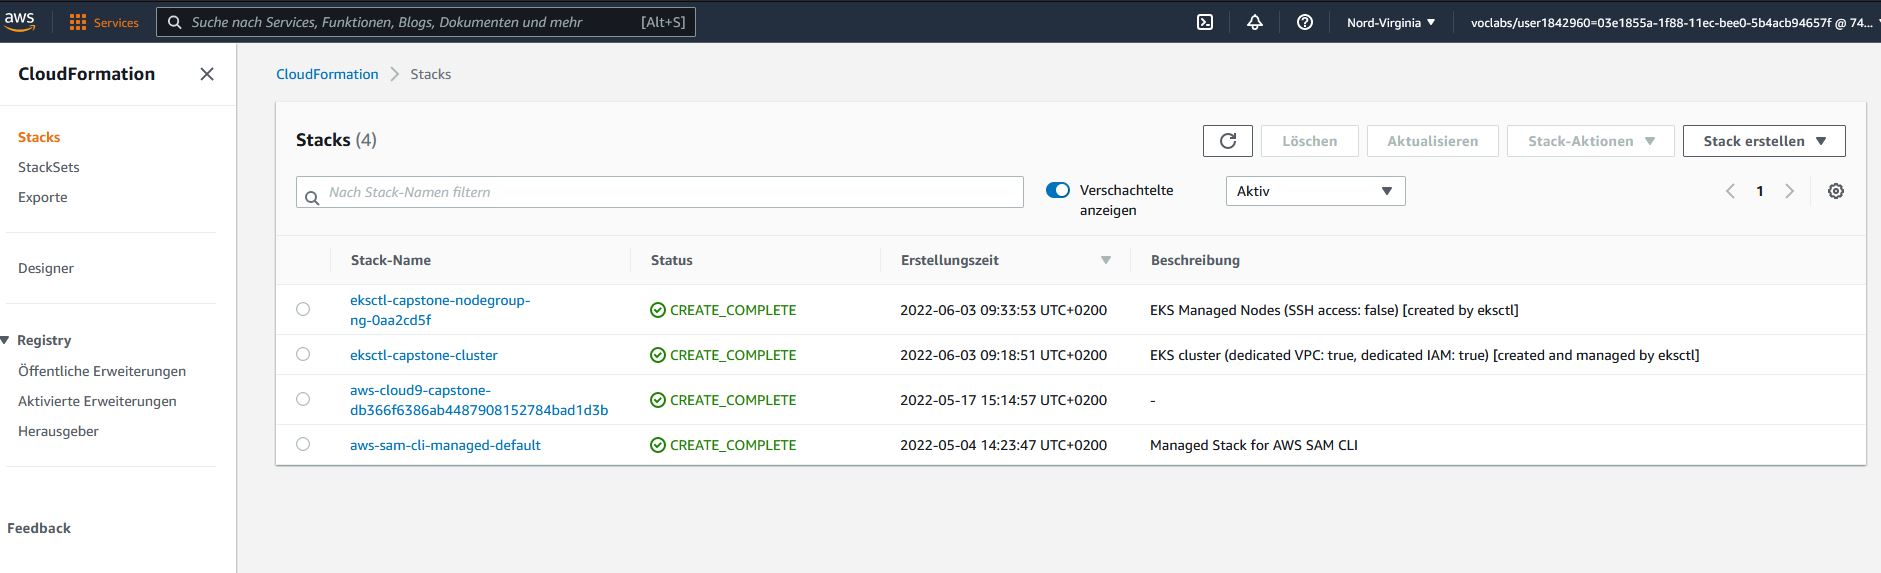 aws
Services
Suche nach Services, Funktionen, Blogs, Dokumenten und mehr
[Alt+S]
Nord-Virginia
voclabs/user1842960=03e1855a-1f88-11ec-bee0-5b4acb94657f @ 74...
CloudFormation
Stacks
StackSets
Exporte
Designer
Registry
Öffentliche Erweiterungen
Aktivierte Erweiterungen
Herausgeber
Feedback
CloudFormation
Stacks
Stacks (4)
Löschen
Aktualisieren
Stack-Aktionen
Stack erstellen
Nach Stack-Namen filtern
Verschachtelte
anzeigen
Aktiv
1
Stack-Name Status Erstellungszeit Beschreibung
eksctl-capstone-nodegroup-
ng-0aa2cd5f
CREATE_COMPLETE 2022-06-03 09:33:53 UTC+0200 EKS Managed Nodes (SSH access: false) [created by eksctl]
eksctl-capstone-cluster CREATE_COMPLETE 2022-06-03 09:18:51 UTC+0200 EKS cluster (dedicated VPC: true, dedicated IAM: true) [created and managed by eksctl]
aws-cloud9-capstone-
db366f6386ab4487908152784bad1d3b
CREATE_COMPLETE 2022-05-17 15:14:57 UTC+0200 -
aws-sam-cli-managed-default CREATE_COMPLETE 2022-05-04 14:23:47 UTC+0200 Managed Stack for AWS SAM CLI